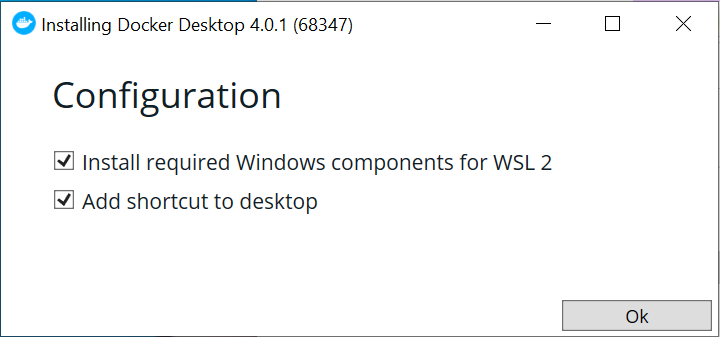 Installing Docker Desktop 4.0.1 (68347)
Configuration
Install required Windows components for WSL 2
Add shortcut to desktop
Ok